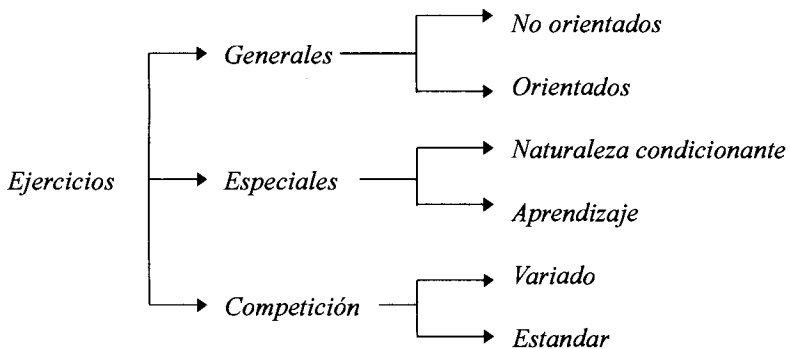 Ejercicios
Generales
No orientados
Orientados
Especiales
Naturaleza condicionante
Aprendizaje
Competición
Variado
Estandar